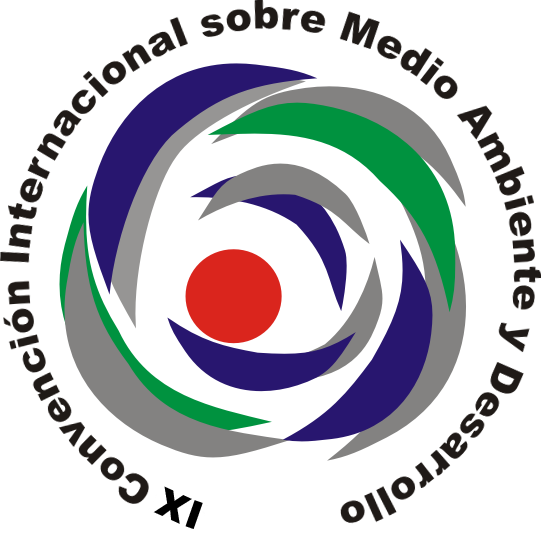 IX Convención Internacional sobre Medio Ambiente y Desarrollo